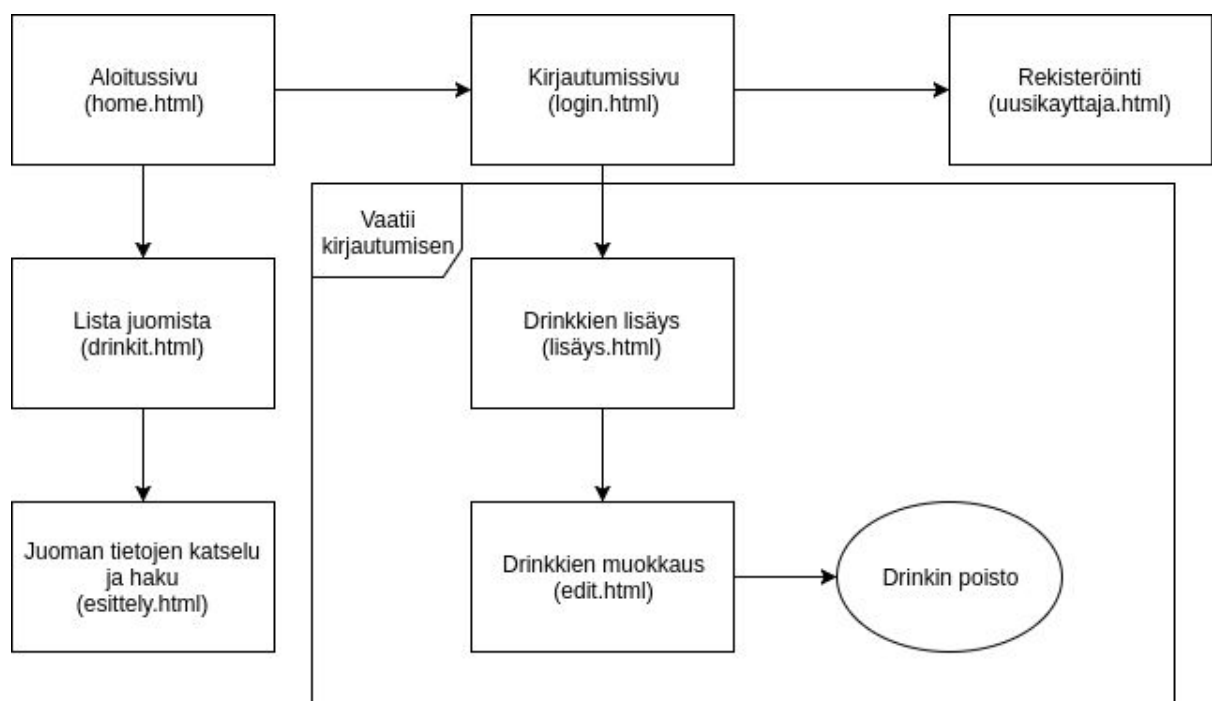 Aloitussivu
(home.html)
Kirjautumissivu
(login.html)
Rekisteröinti
(uusikayttaja.html)
Vaatii
kirjautumisen
Lista juomista
(drinkit.html)
Drinkkien lisäys
(lisäys.html)
Juoman tietojen katselu
ja haku
(esittely.html)
Drinkkien muokkaus
(edit.html)
Drinkin poisto